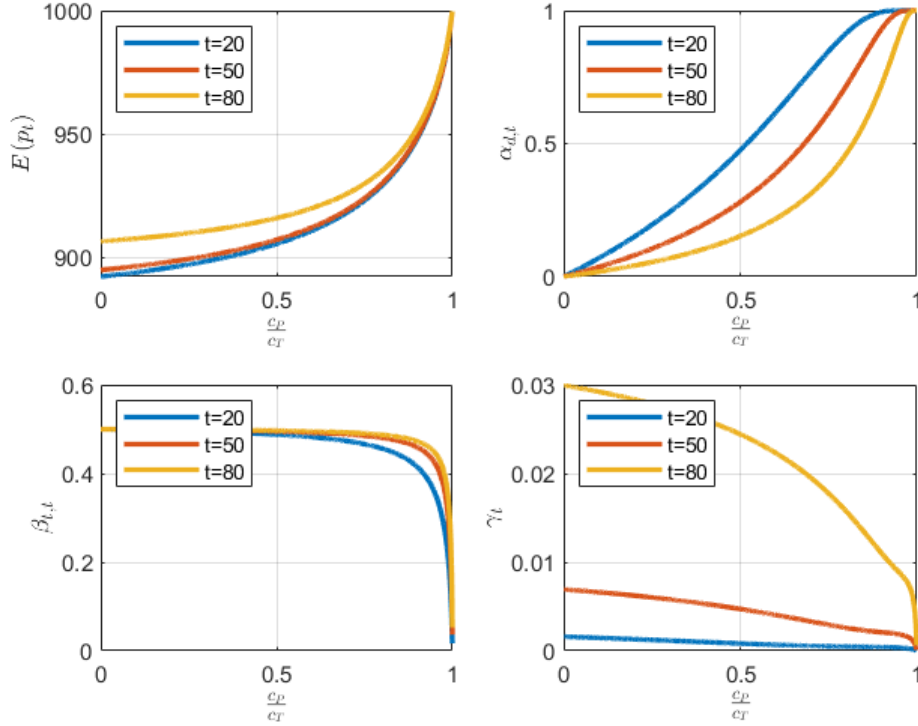 1000
950
900
E(p_t)
t=20
t=50
t=80
0 0.5 1
c_P/c_T
1
0.5
0
α_{d,t}
t=20
t=50
t=80
0 0.5 1
c_P/c_T
0.6
0.4
0.2
0
β_{t,t}
t=20
t=50
t=80
0 0.5 1
c_P/c_T
0.03
0.02
0.01
0
γ_t
t=20
t=50
t=80
0 0.5 1
c_P/c_T